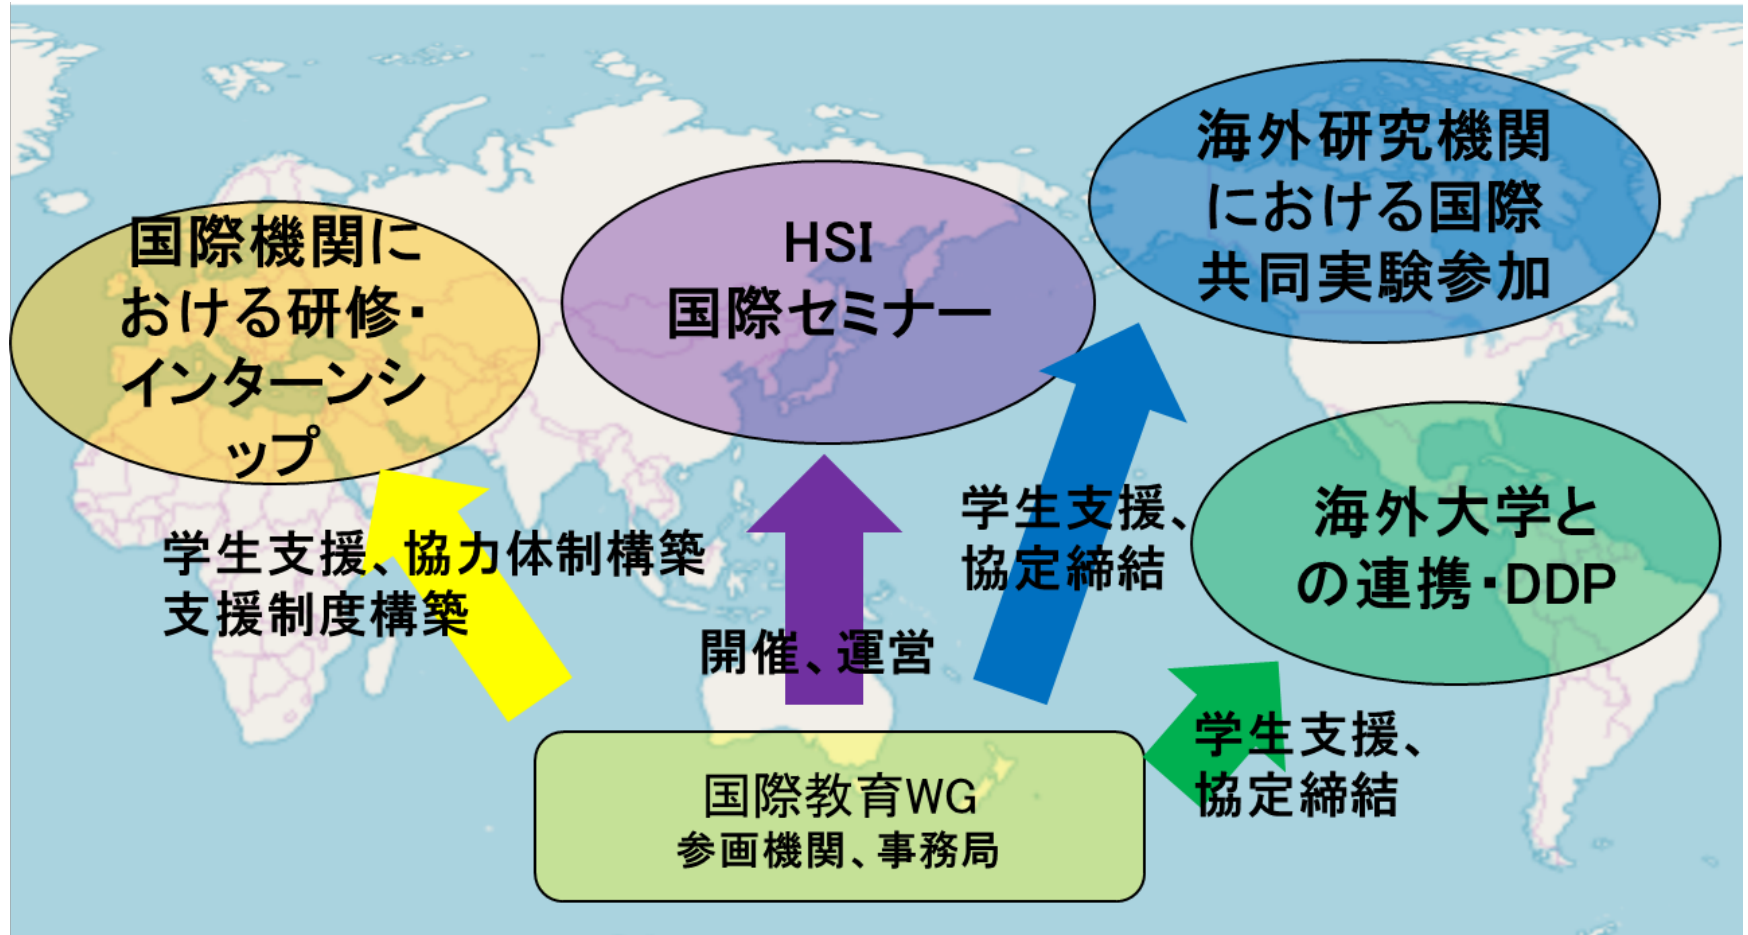 国際機関に
おける研修・
インターンシ
ップ
HSI
国際セミナー
海外研究機関
における国際
共同実験参加
海外大学と
の連携・DDP
学生支援、協力体制構築
支援制度構築
開催、運営
学生支援、
協定締結
学生支援、
協定締結
国際教育WG
参画機関、事務局